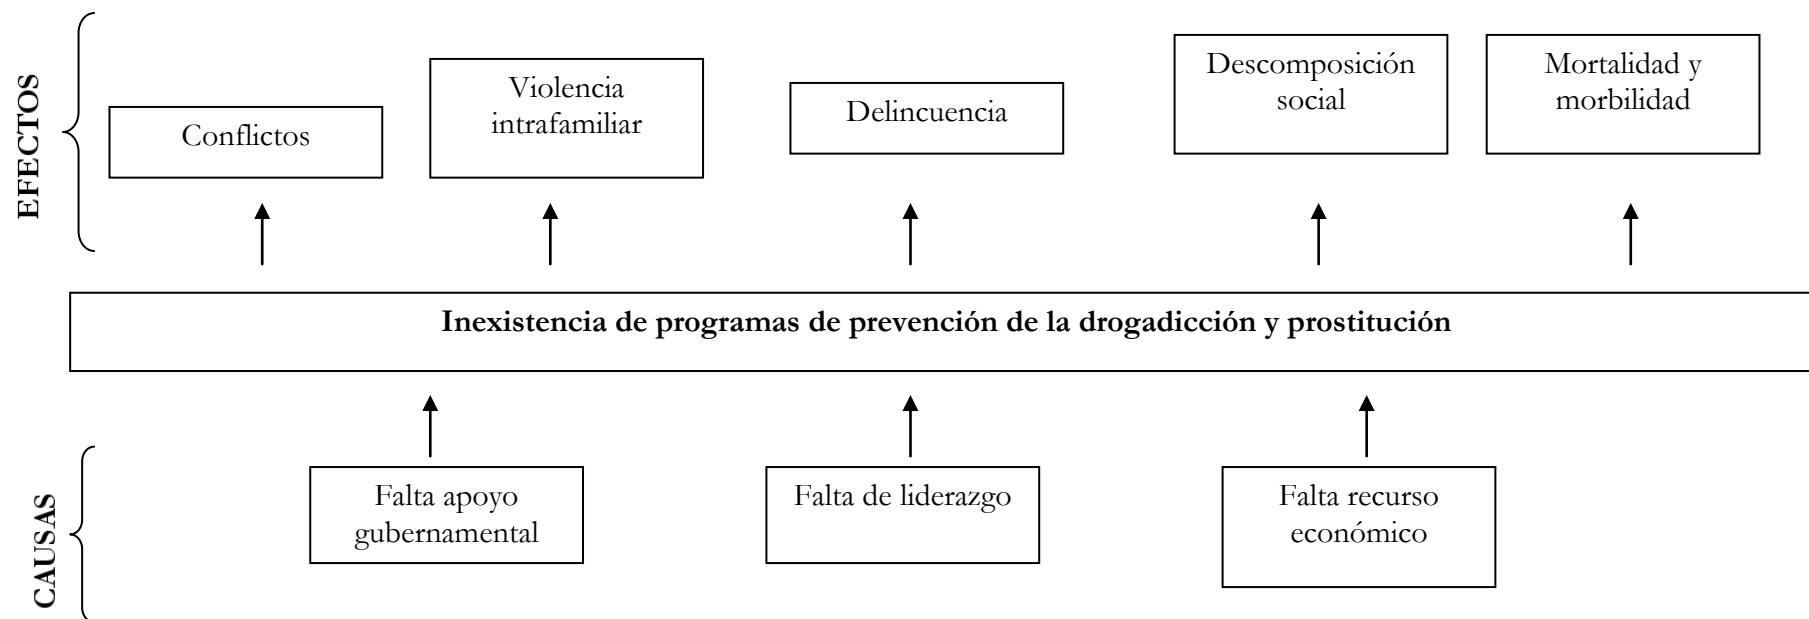 EFECTOS
Conflictos
Violencia
intrafamiliar
Delincuencia
Descomposición
social
Mortalidad y
morbilidad
Inexistencia de programas de prevención de la drogadicción y prostitución
CAUSAS
Falta apoyo
gubernamental
Falta de liderazgo
Falta recurso
económico